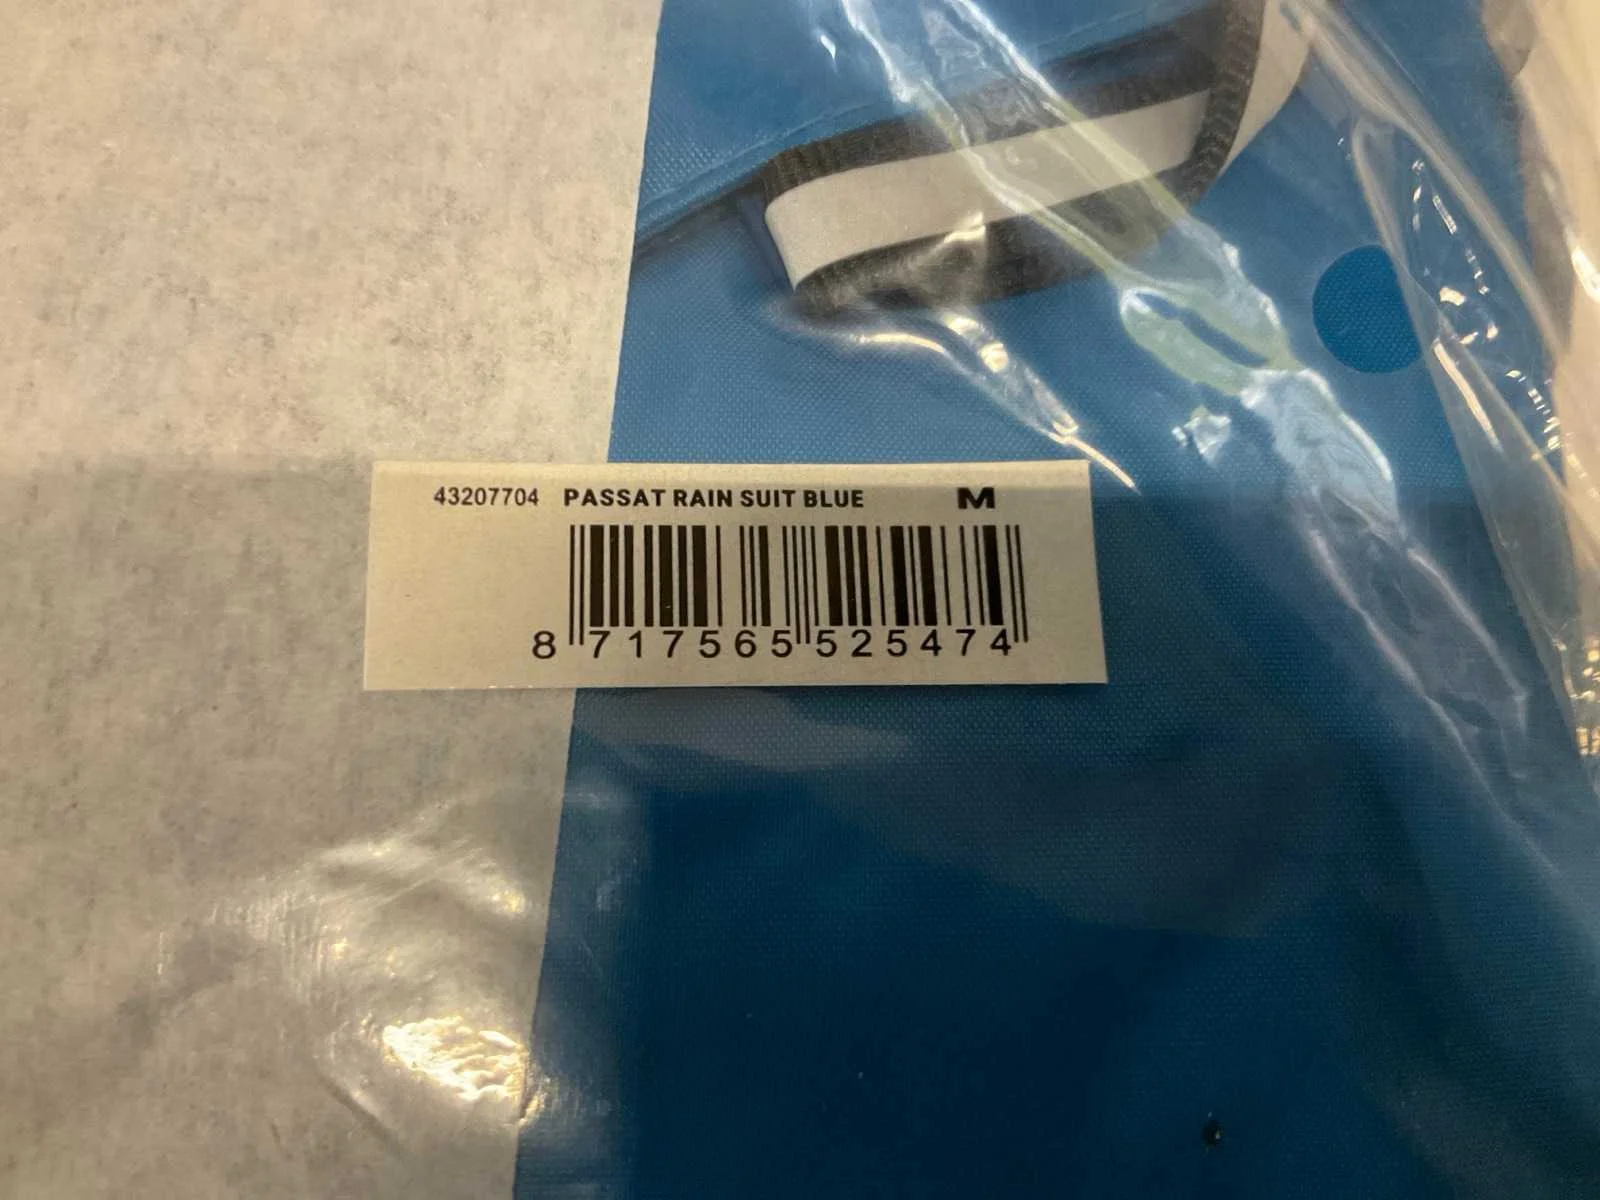 43207704 PASSAT RAIN SUIT BLUE M
8 717565 525474